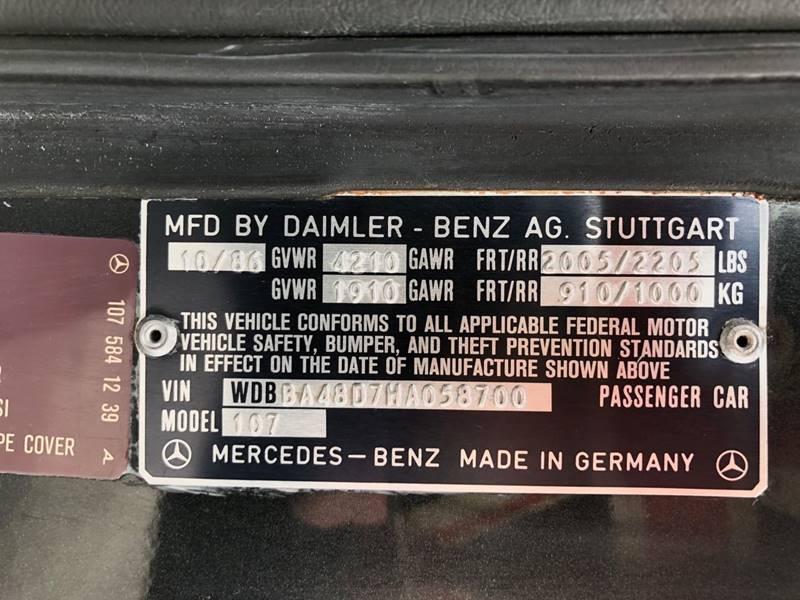 MFD BY DAIMLER - BENZ AG. STUTTGART
10/86 GVWR 4210 GAWR FRT/RR 2005/2205 LBS
GVWR 1910 GAWR FRT/RR 910/1000 KG
THIS VEHICLE CONFORMS TO ALL APPLICABLE FEDERAL MOTOR
VEHICLE SAFETY, BUMPER, AND THEFT PREVENTION STANDARDS
IN EFFECT ON THE DATE OF MANUFACTURE SHOWN ABOVE
VIN WDBBA48D7HA058700 PASSENGER CAR
MODEL 107
MERCEDES-BENZ MADE IN GERMANY
107 584 12 39 A
SI
PE COVER